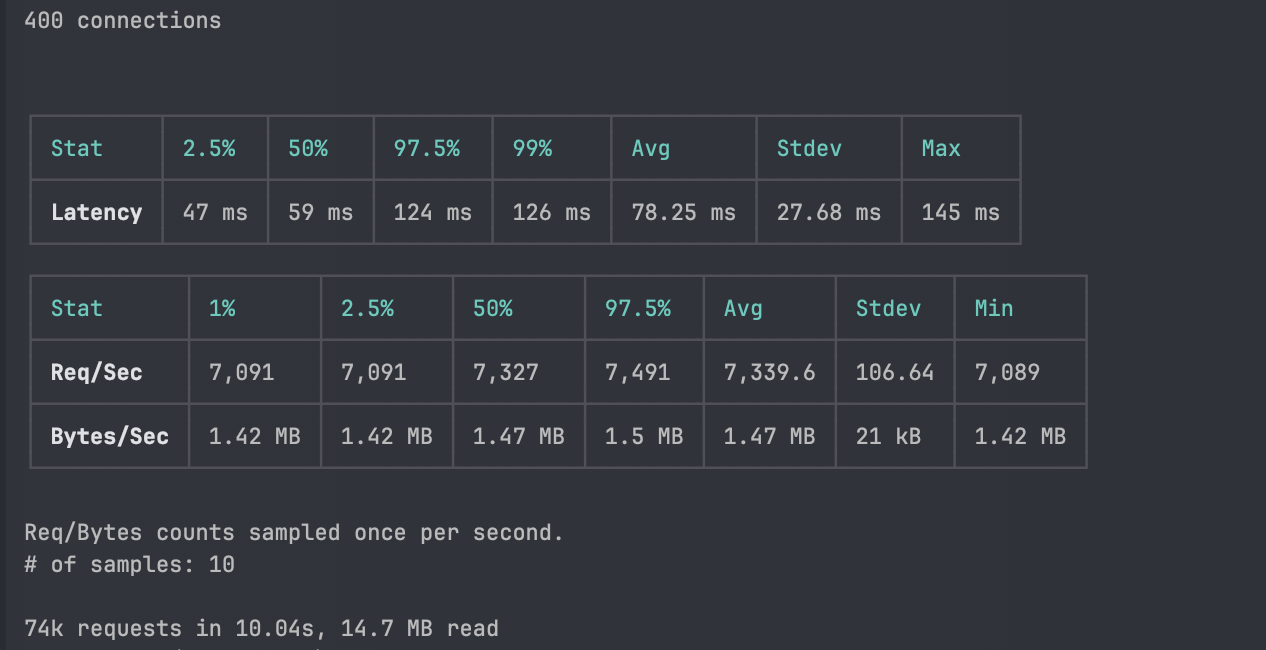 400 connections
Stat 2.5% 50% 97.5% 99% Avg Stdev Max
Latency 47 ms 59 ms 124 ms 126 ms 78.25 ms 27.68 ms 145 ms
Stat 1% 2.5% 50% 97.5% Avg Stdev Min
Req/Sec 7,091 7,091 7,327 7,491 7,339.6 106.64 7,089
Bytes/Sec 1.42 MB 1.42 MB 1.47 MB 1.5 MB 1.47 MB 21 kB 1.42 MB
Req/Bytes counts sampled once per second.
# of samples: 10
74k requests in 10.04s, 14.7 MB read